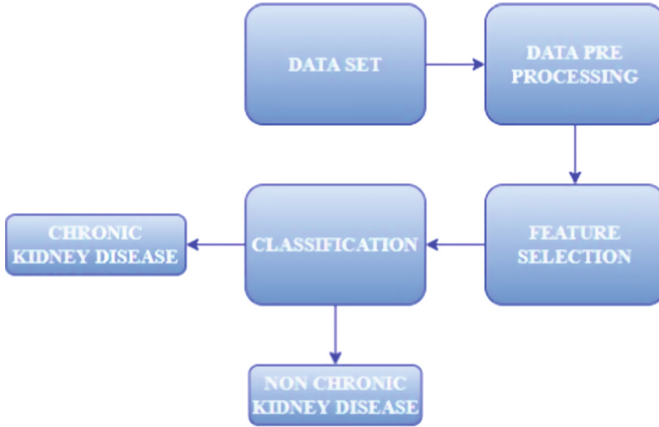 DATA SET
DATA PRE
PROCESSING
FEATURE
SELECTION
CLASSIFICATION
CHRONIC
KIDNEY DISEASE
NON CHRONIC
KIDNEY DISEASE